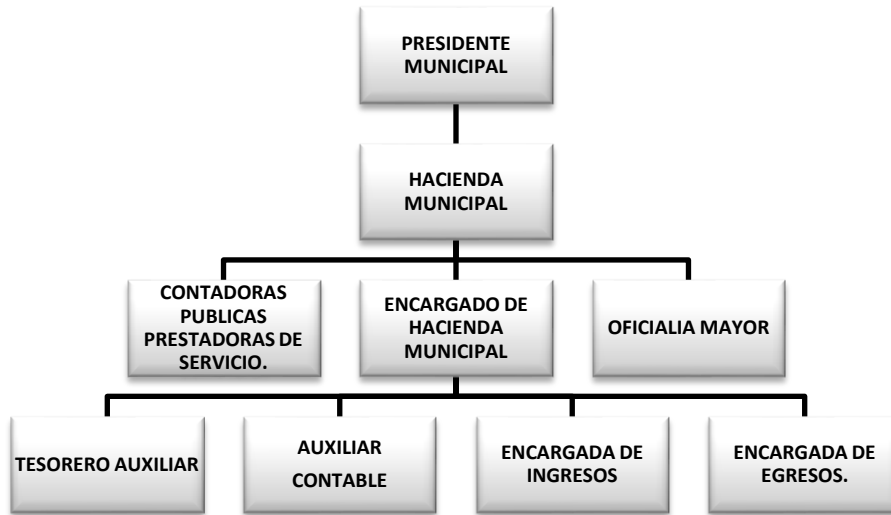 PRESIDENTE
MUNICIPAL
HACIENDA
MUNICIPAL
CONTADORAS
PUBLICAS
PRESTADORAS DE
SERVICIO.
ENCARGADO DE
HACIENDA
MUNICIPAL
OFICIALIA MAYOR
TESORERO AUXILIAR
AUXILIAR
CONTABLE
ENCARGADA DE
INGRESOS
ENCARGADA DE
EGRESOS.